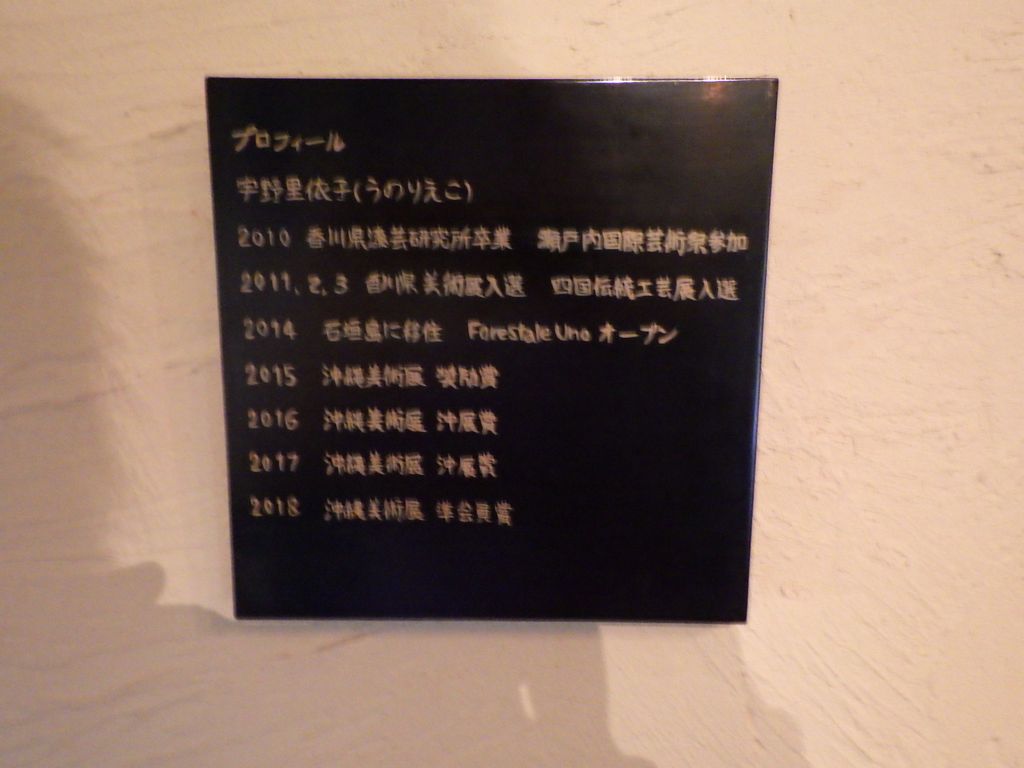 プロフィール
宇野里依子(うのりえこ)
2010 香川県漆芸研究所卒業 瀬戸内国際芸術祭参加
2011, 2, 3 香川県美術展入選 四国伝統工芸展入選
2014 石垣島に移住 Forestale Uno オープン
2015 沖縄美術展 奨励賞
2016 沖縄美術展 沖展賞
2017 沖縄美術展 沖展賞
2018 沖縄美術展 準会員賞